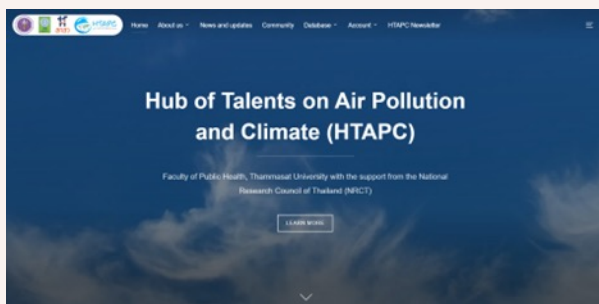 HTAPC
Home About us News and updates Community Database Account HTAPC Newsletter
Hub of Talents on Air Pollution
and Climate (HTAPC)
Faculty of Public Health, Thammasat University with the support from the National
Research Council of Thailand (NRCT)
LEARN MORE